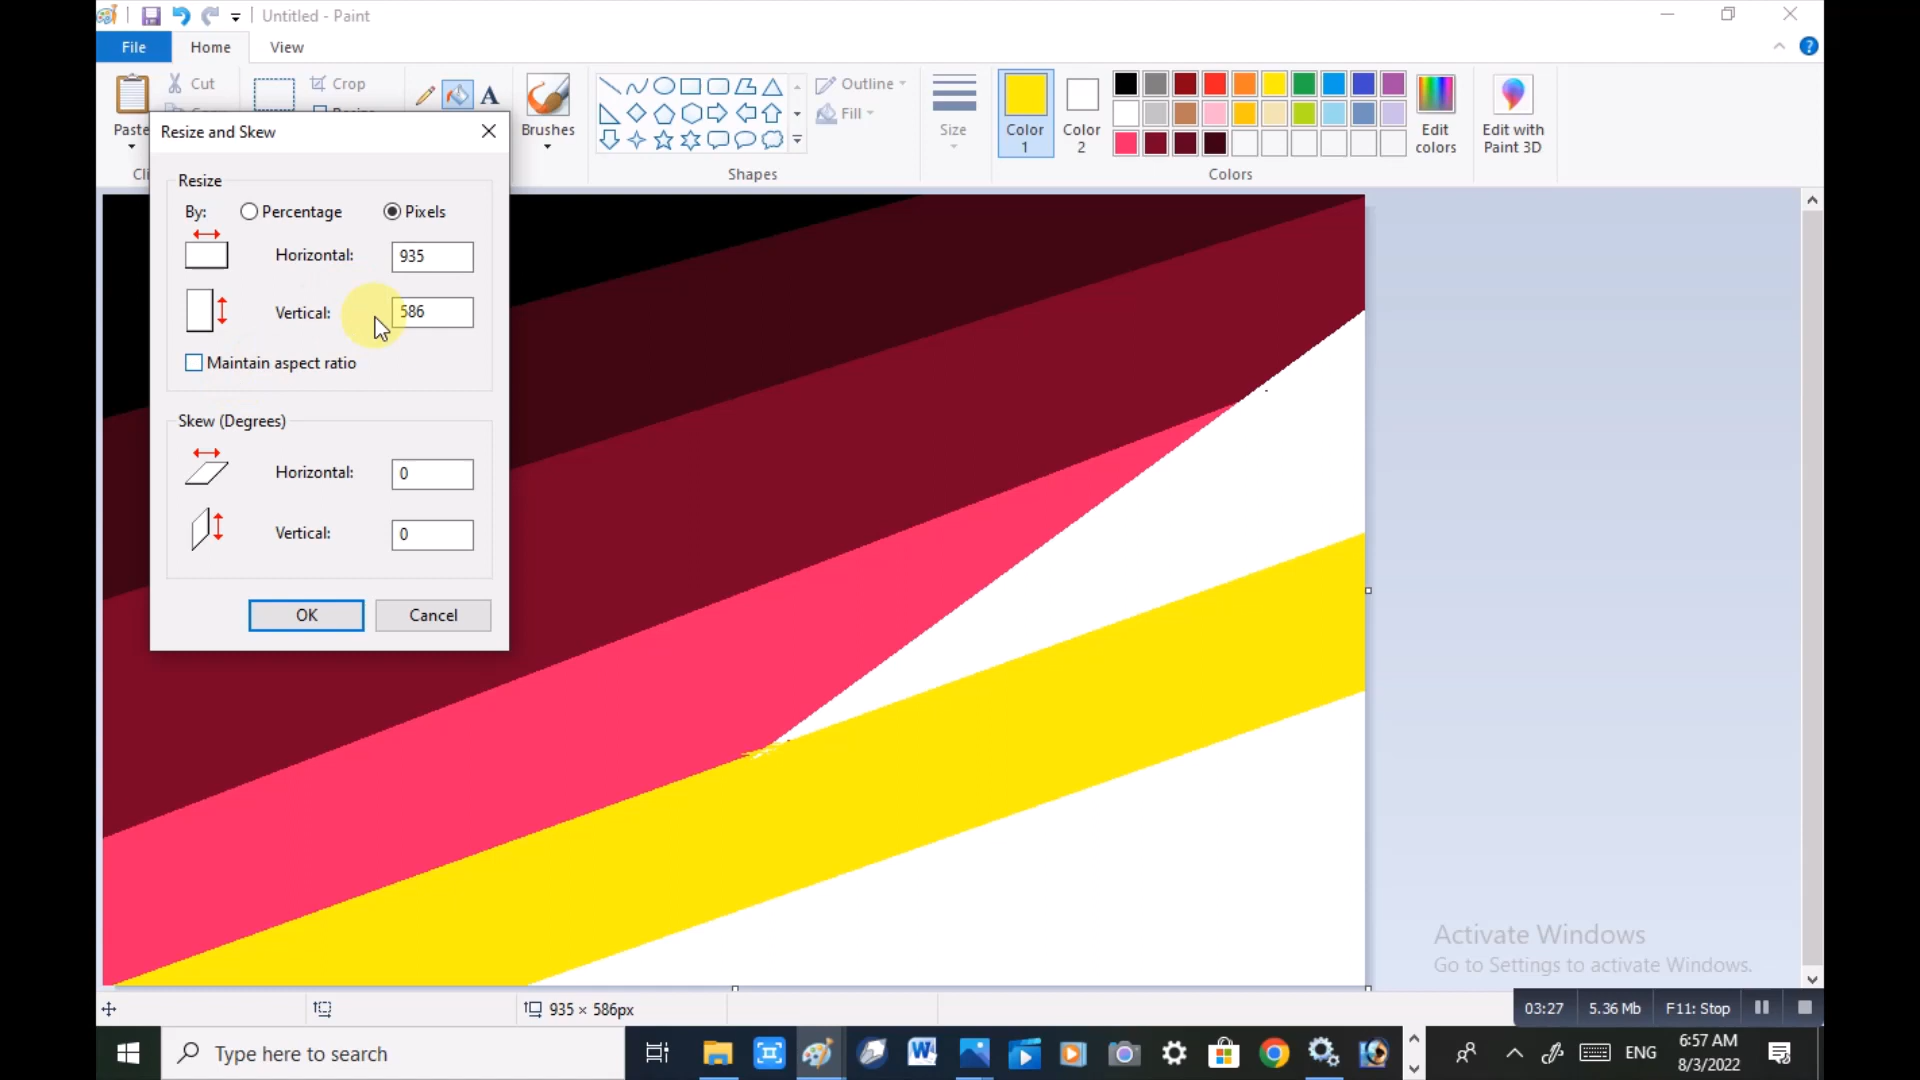 Untitled - Paint
File Home View
Cut
Crop
Paste
Brushes
Outline
Fill
Size
Color 1
Color 2
Edit colors
Edit with Paint 3D
Shapes
Colors
Resize and Skew
Resize
By: Percentage Pixels
Horizontal: 935
Vertical: 586
Maintain aspect ratio
Skew (Degrees)
Horizontal: 0
Vertical: 0
OK Cancel
Activate Windows
Go to Settings to activate Windows.
935 × 586px
03:27 5.36 Mb F11: Stop
Type here to search
ENG
6:57 AM
8/3/2022